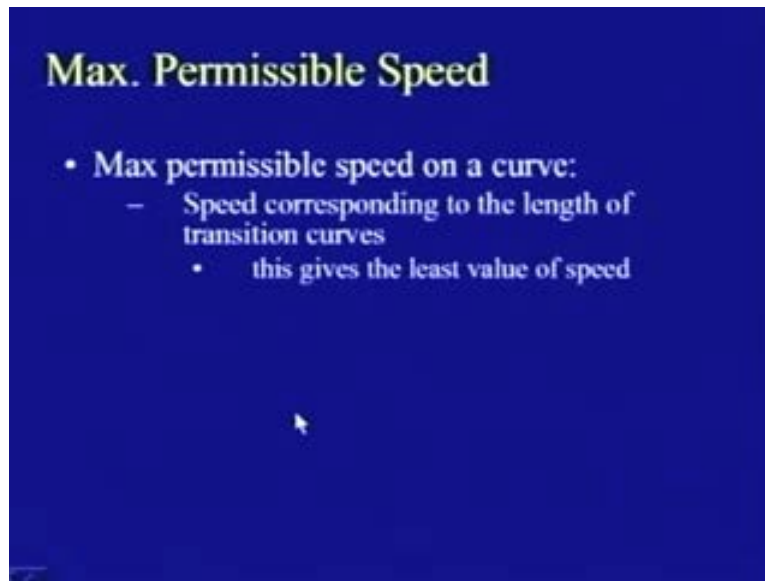 Max. Permissible Speed
• Max permissible speed on a curve:
– Speed corresponding to the length of
transition curves
• this gives the least value of speed